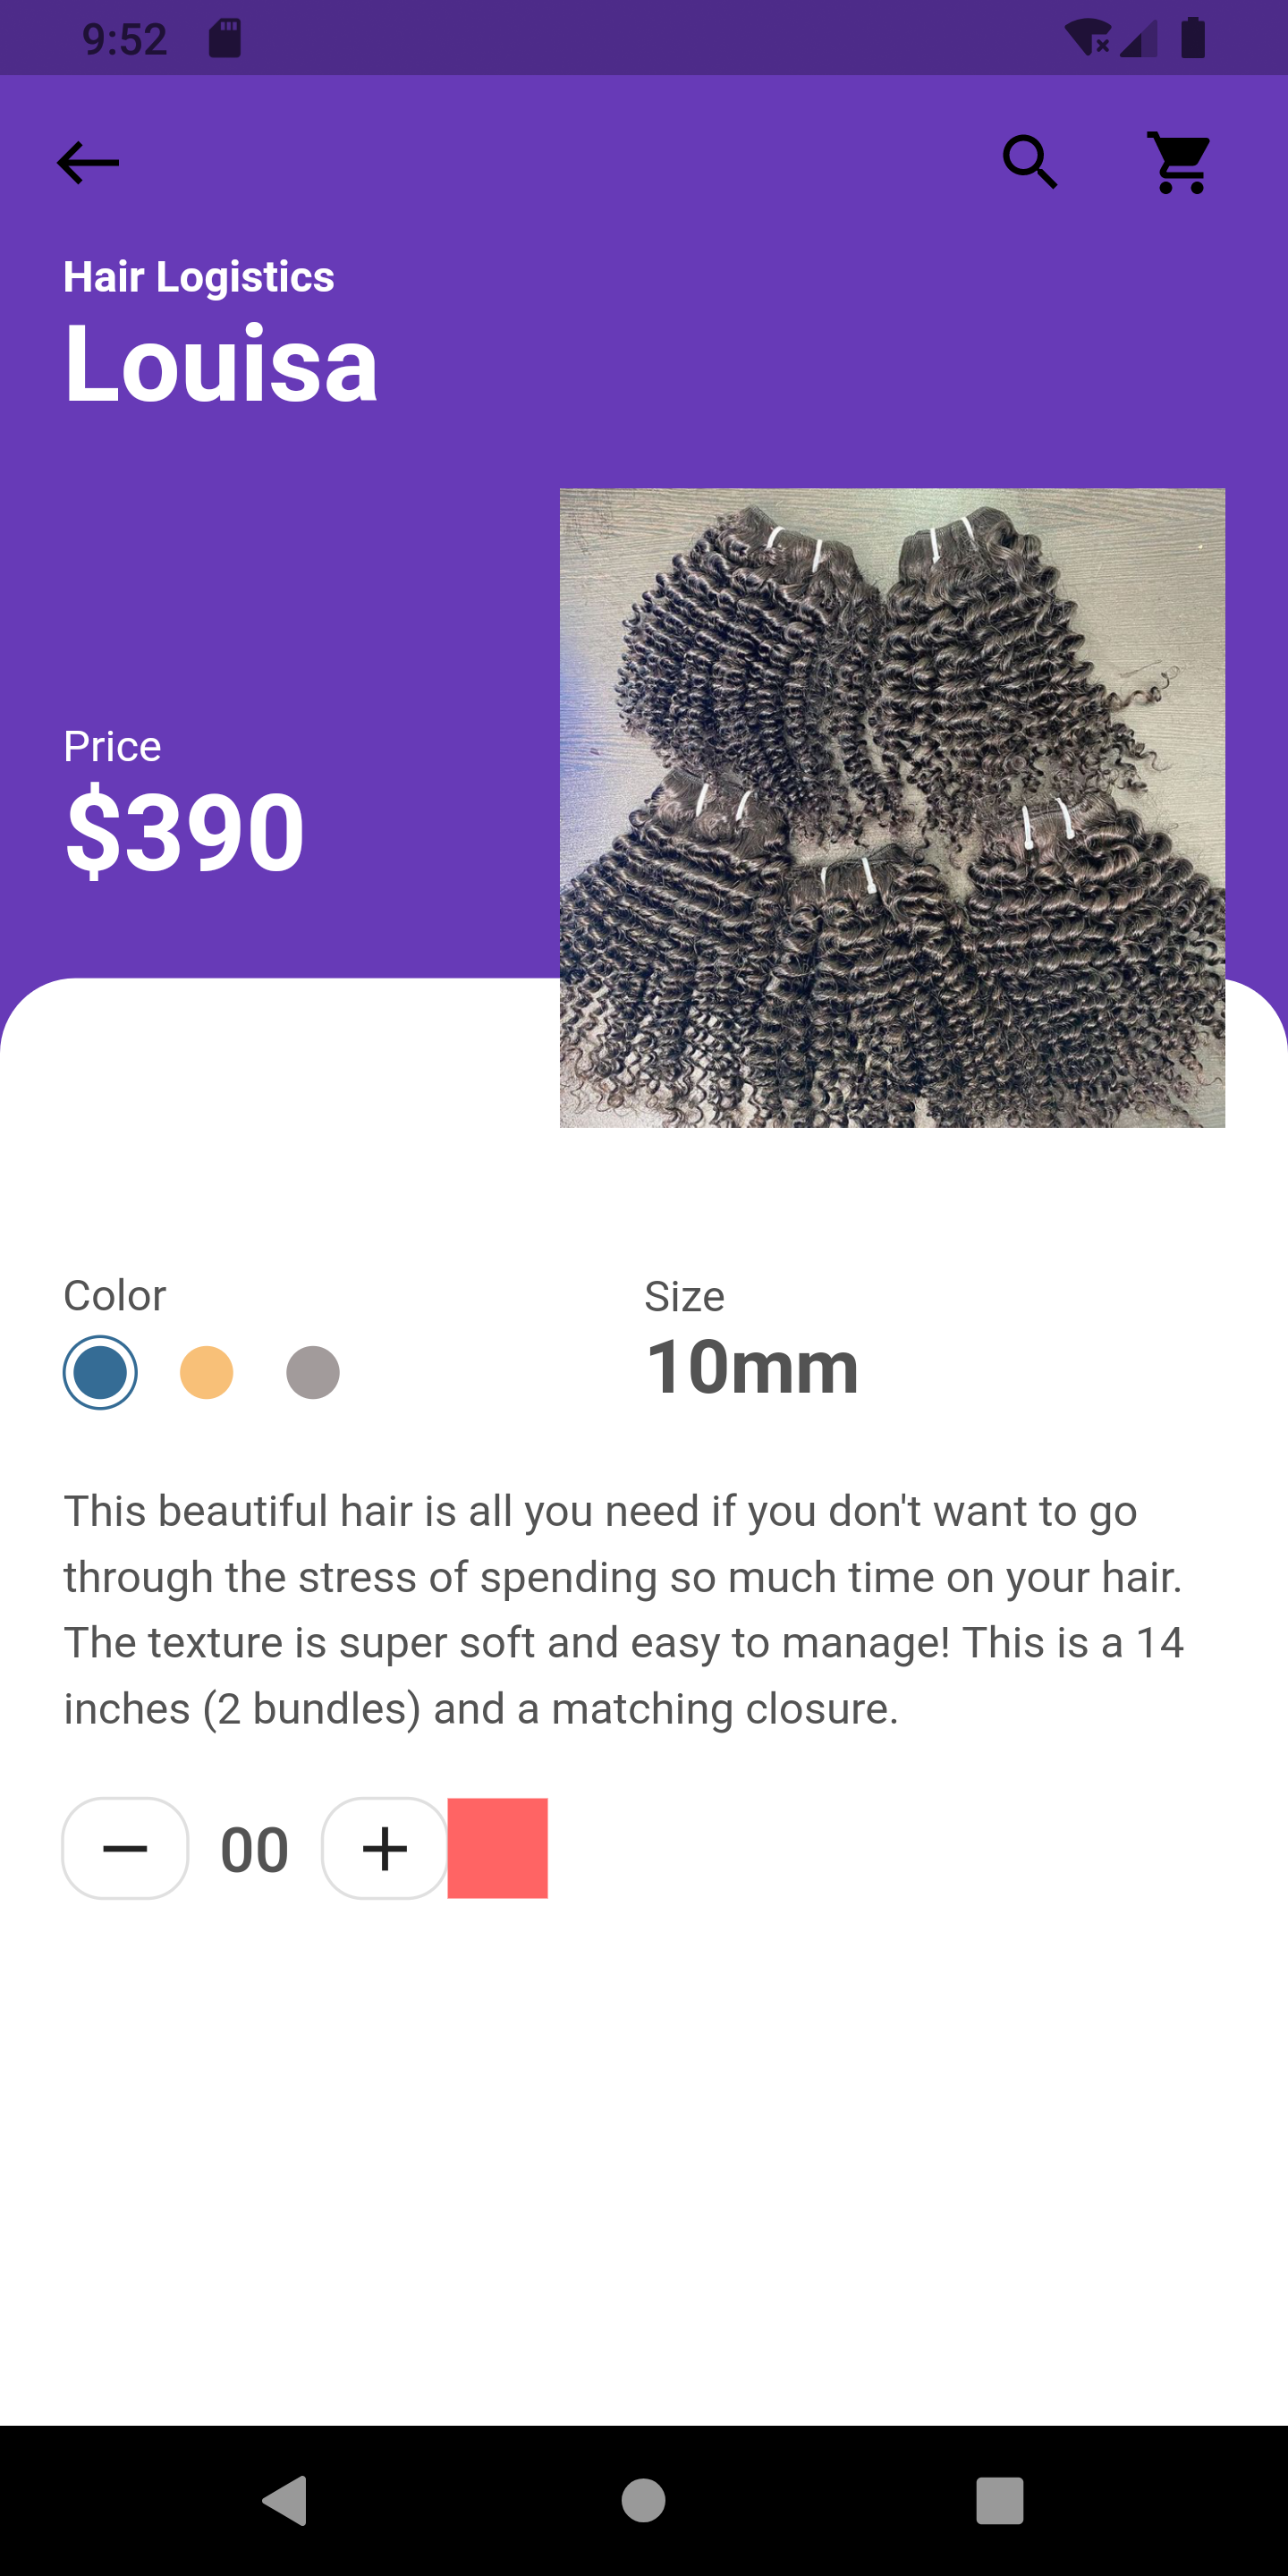 9:52
Hair Logistics
Louisa
Price
$390
Color
Size
10mm
This beautiful hair is all you need if you don't want to go
through the stress of spending so much time on your hair.
The texture is super soft and easy to manage! This is a 14
inches (2 bundles) and a matching closure.
00